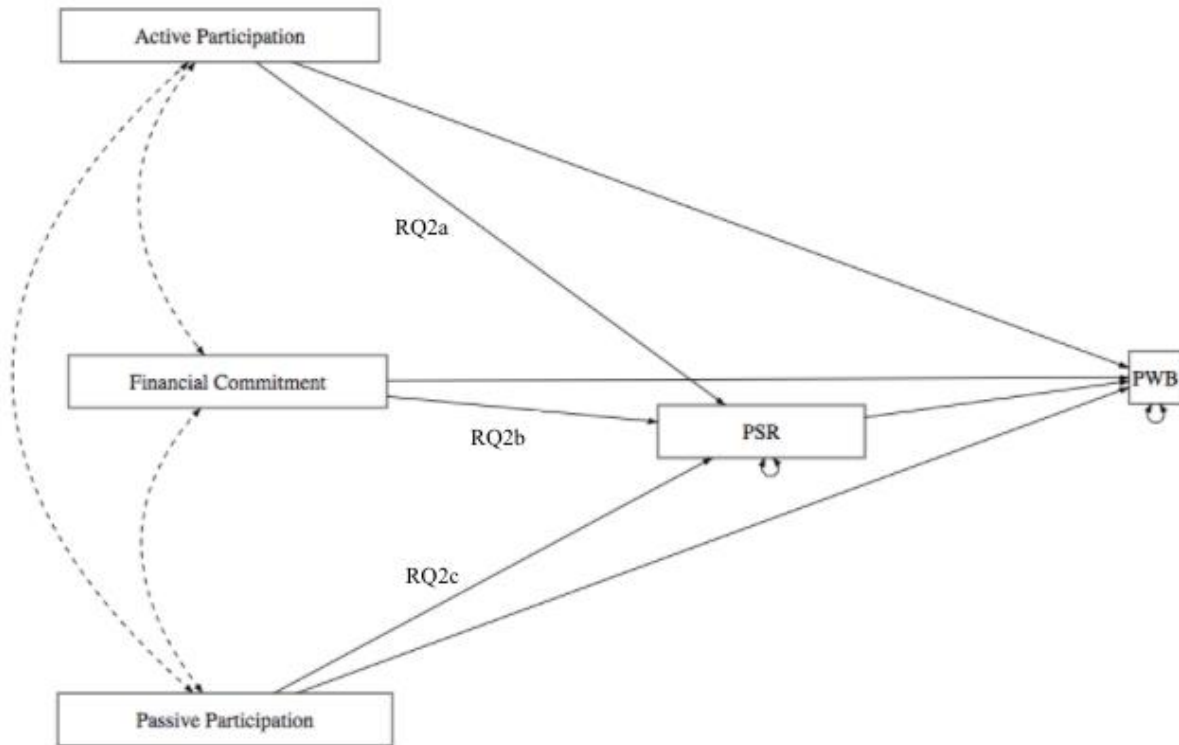 Active Participation
RQ2a
Financial Commitment
PWB
RQ2b
PSR
RQ2c
Passive Participation